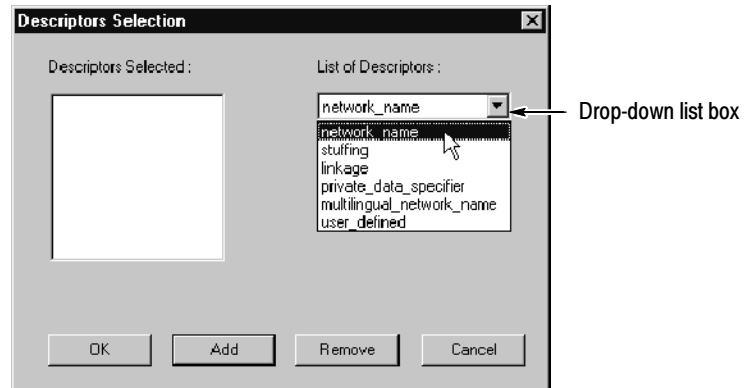 Descriptors Selection
Descriptors Selected :
List of Descriptors :
network_name
Drop-down list box
network_name
stuffing
linkage
private_data_specifier
multilingual_network_name
user_defined
OK
Add
Remove
Cancel